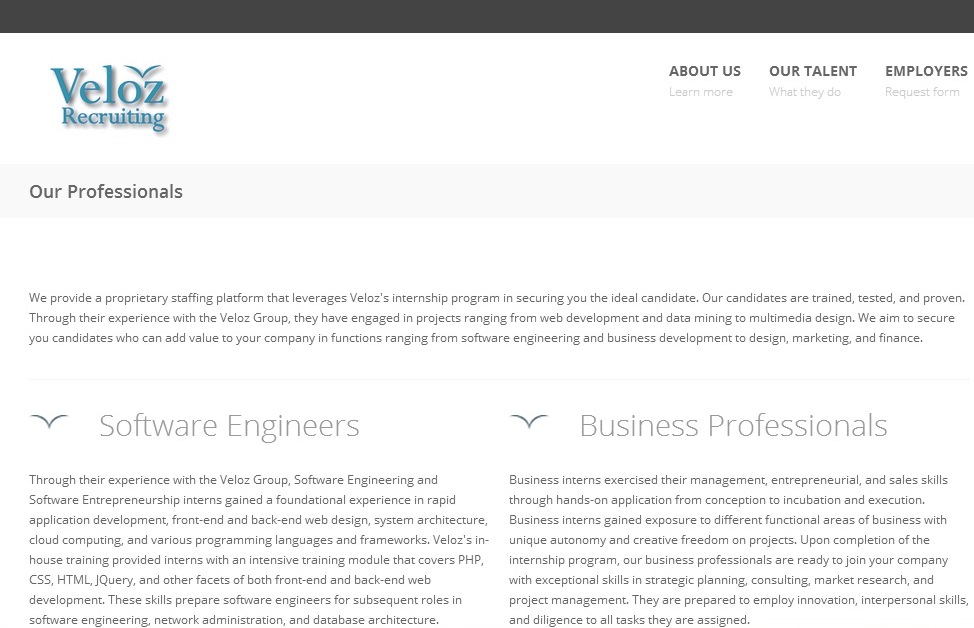 Veloz
Recruiting
ABOUT US
Learn more
OUR TALENT
What they do
EMPLOYERS
Request form
Our Professionals
We provide a proprietary staffing platform that leverages Veloz's internship program in securing you the ideal candidate. Our candidates are trained, tested, and proven.
Through their experience with the Veloz Group, they have engaged in projects ranging from web development and data mining to multimedia design. We aim to secure
you candidates who can add value to your company in functions ranging from software engineering and business development to design, marketing, and finance.
Software Engineers
Through their experience with the Veloz Group, Software Engineering and
Software Entrepreneurship interns gained a foundational experience in rapid
application development, front-end and back-end web design, system architecture,
cloud computing, and various programming languages and frameworks. Veloz's in-
house training provided interns with an intensive training module that covers PHP,
CSS, HTML, JQuery, and other facets of both front-end and back-end web
development. These skills prepare software engineers for subsequent roles in
software engineering, network administration, and database architecture.
Business Professionals
Business interns exercised their management, entrepreneurial, and sales skills
through hands-on application from conception to incubation and execution.
Business interns gained exposure to different functional areas of business with
unique autonomy and creative freedom on projects. Upon completion of the
internship program, our business professionals are ready to join your company
with exceptional skills in strategic planning, consulting, market research, and
project management. They are prepared to employ innovation, interpersonal skills,
and diligence to all tasks they are assigned.